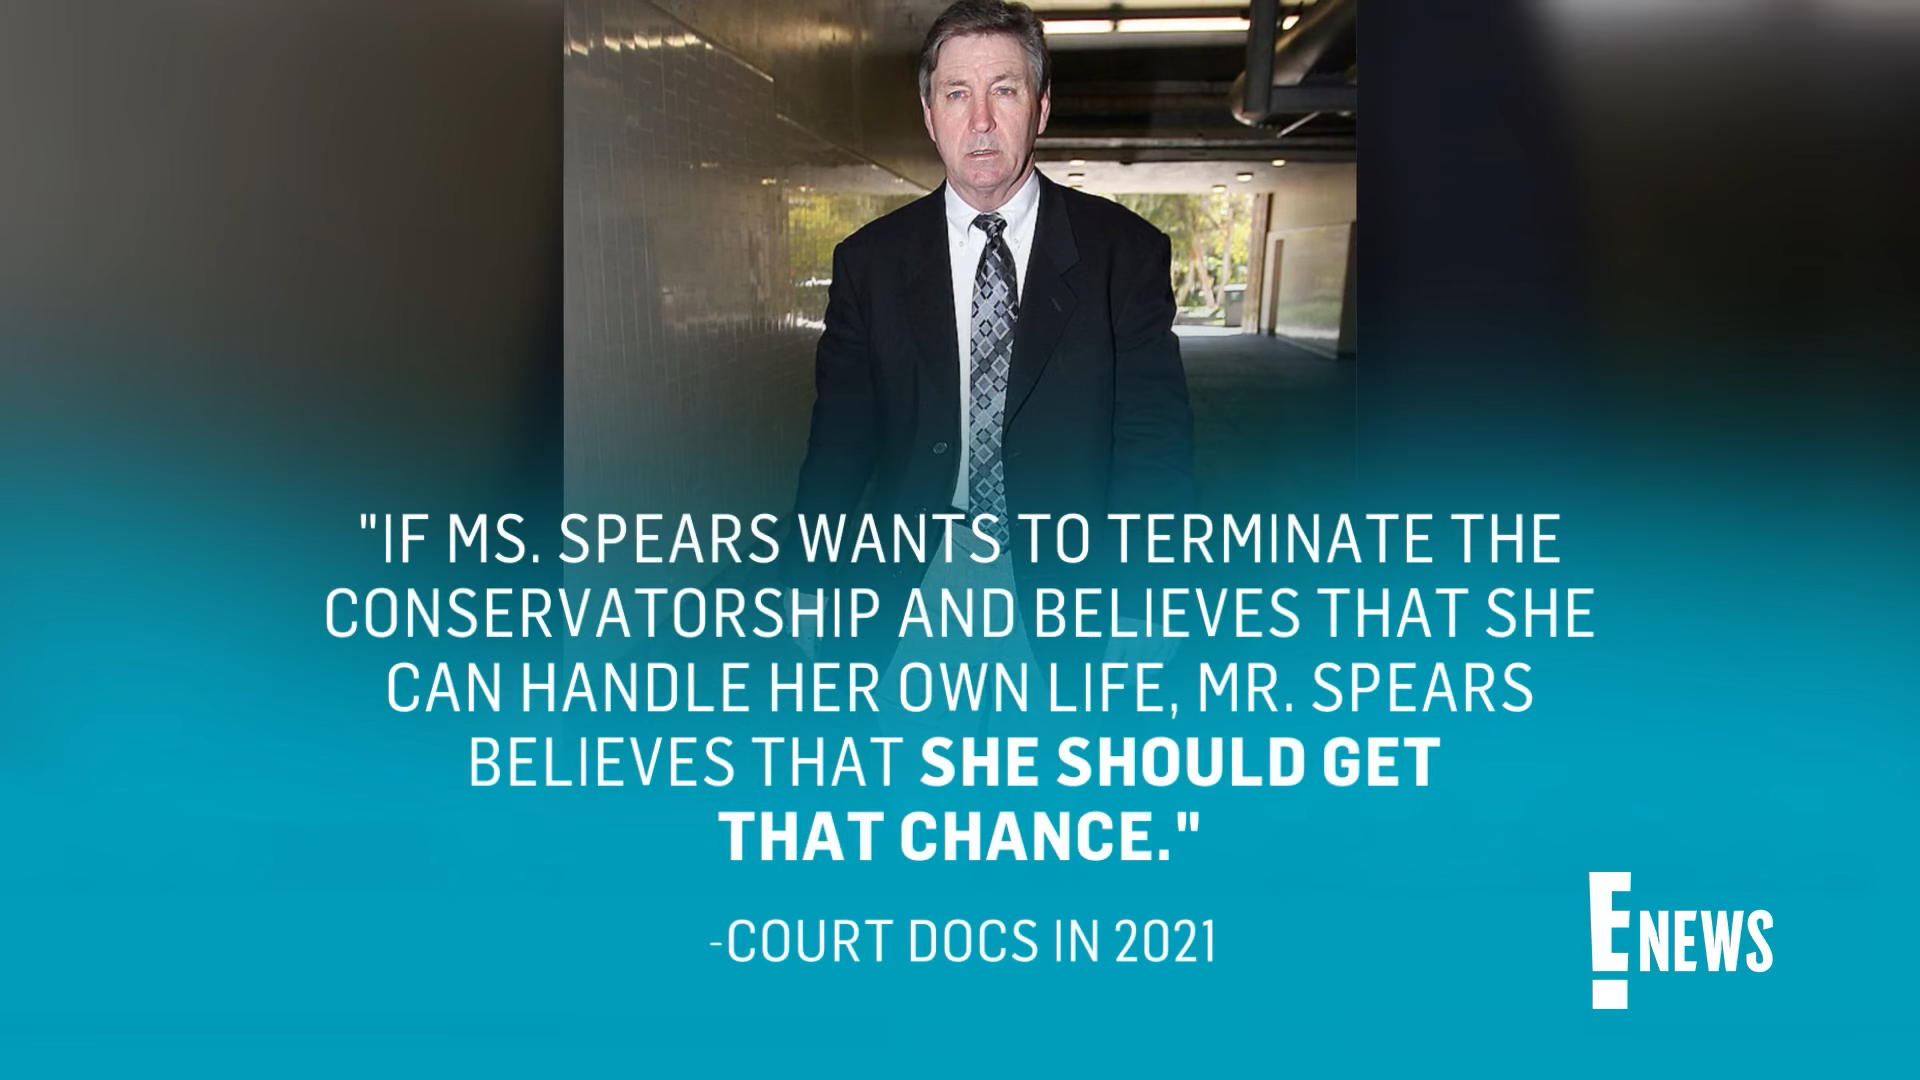 "IF MS. SPEARS WANTS TO TERMINATE THE
CONSERVATORSHIP AND BELIEVES THAT SHE
CAN HANDLE HER OWN LIFE, MR. SPEARS
BELIEVES THAT SHE SHOULD GET
THAT CHANCE."
-COURT DOCS IN 2021
E! NEWS